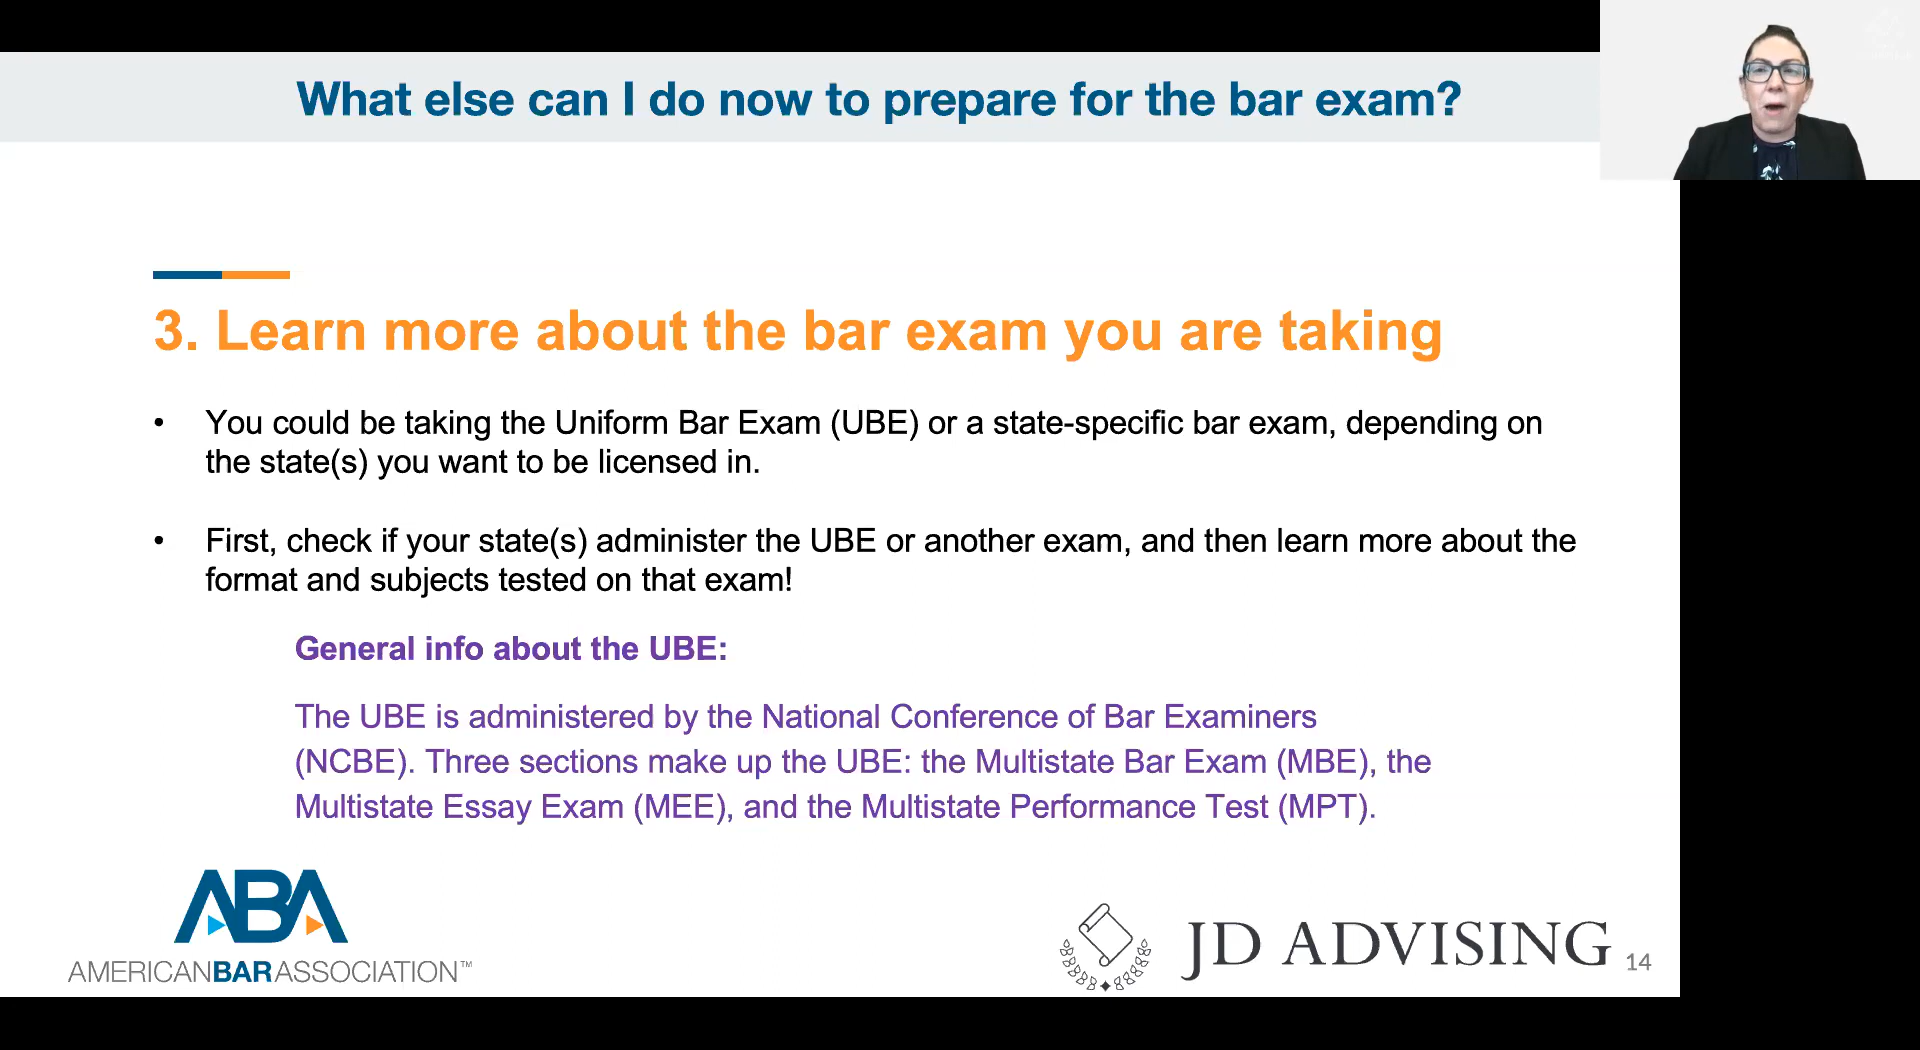 What else can I do now to prepare for the bar exam?
3. Learn more about the bar exam you are taking
• You could be taking the Uniform Bar Exam (UBE) or a state-specific bar exam, depending on
the state(s) you want to be licensed in.
• First, check if your state(s) administer the UBE or another exam, and then learn more about the
format and subjects tested on that exam!
General info about the UBE:
The UBE is administered by the National Conference of Bar Examiners
(NCBE). Three sections make up the UBE: the Multistate Bar Exam (MBE), the
Multistate Essay Exam (MEE), and the Multistate Performance Test (MPT).
ABA
AMERICANBARASSOCIATION™
JD ADVISING
14